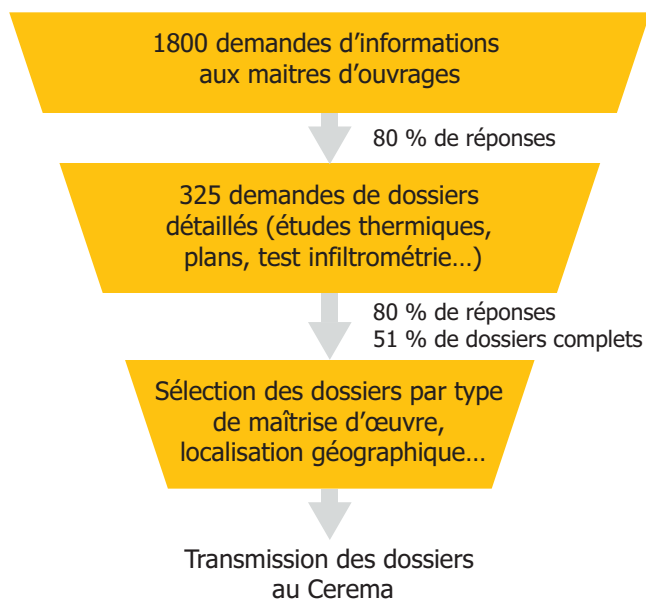 1800 demandes d’informations
aux maitres d’ouvrages
80 % de réponses
325 demandes de dossiers
détaillés (études thermiques,
plans, test infiltrométrie…)
80 % de réponses
51 % de dossiers complets
Sélection des dossiers par type
de maîtrise d’œuvre,
localisation géographique…
Transmission des dossiers
au Cerema